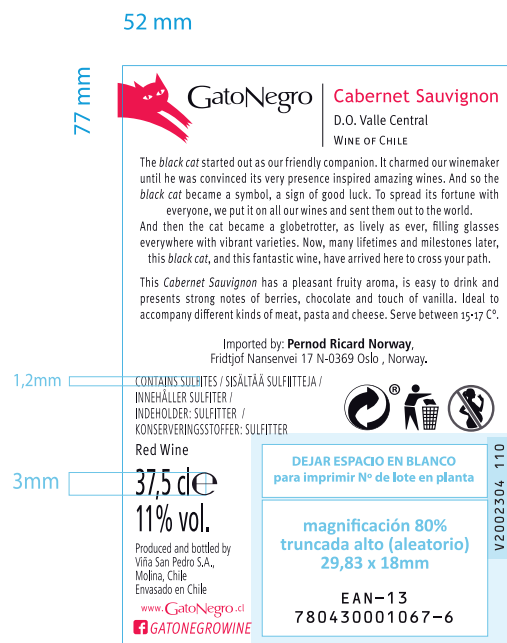 52 mm
77 mm
GatoNegro
Cabernet Sauvignon
D.O. Valle Central
WINE OF CHILE
The black cat started out as our friendly companion. It charmed our winemaker
until he was convinced its very presence inspired amazing wines. And so the
black cat became a symbol, a sign of good luck. To spread its fortune with
everyone, we put it on all our wines and sent them out to the world.
And then the cat became a globetrotter, as lively as ever, filling glasses
everywhere with vibrant varieties. Now, many lifetimes and milestones later,
this black cat, and this fantastic wine, have arrived here to cross your path.
This Cabernet Sauvignon has a pleasant fruity aroma, is easy to drink and
presents strong notes of berries, chocolate and touch of vanilla. Ideal to
accompany different kinds of meat, pasta and cheese. Serve between 15-17 C°.
Imported by: Pernod Ricard Norway,
Fridtjof Nansenvei 17 N-0369 Oslo , Norway.
1,2mm
CONTAINS SULFITES / SISÄLTÄÄ SULFIITTEJA /
INNEHÅLLER SULFITER /
INDEHOLDER: SULFITTER /
KONSERVERINGSSTOFFER: SULFITTER
®
Red Wine
3mm
37,5 cl e
11% vol.
Produced and bottled by
Viña San Pedro S.A.,
Molina, Chile
Envasado en Chile
www.GatoNegro.cl
f GATONEGROWINE
DEJAR ESPACIO EN BLANCO
para imprimir Nº de lote en planta
magnificación 80%
truncada alto (aleatorio)
29,83 x 18mm
EAN-13
780430001067-6
V2002304 110